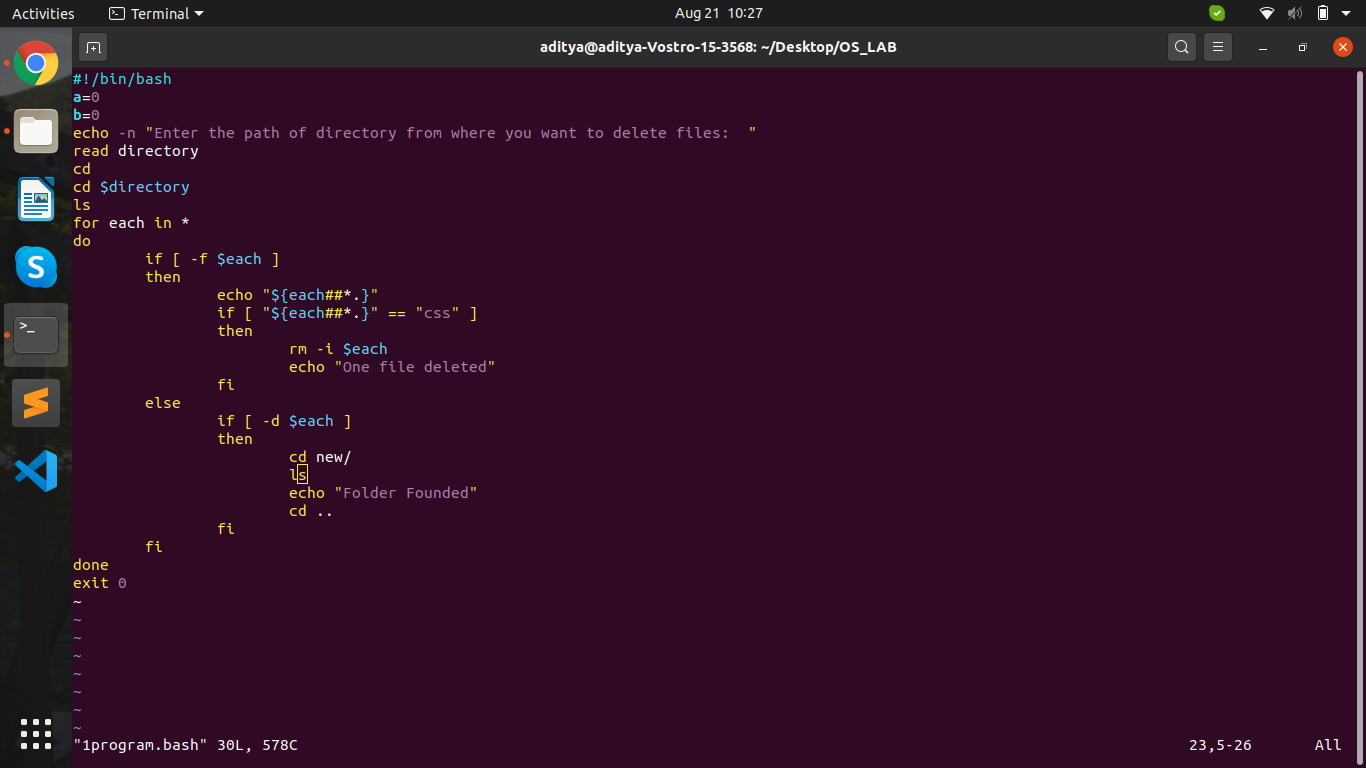 Activities Terminal Aug 21 10:27
aditya@aditya-Vostro-15-3568: ~/Desktop/OS_LAB
#!/bin/bash
a=0
b=0
echo -n "Enter the path of directory from where you want to delete files:  "
read directory
cd
cd $directory
ls
for each in *
do
        if [ -f $each ]
        then
                echo "${each##*.}"
                if [ "${each##*.}" == "css" ]
                then
                        rm -i $each
                        echo "One file deleted"
                fi
        else
                if [ -d $each ]
                then
                        cd new/
                        ls
                        echo "Folder Founded"
                        cd ..
                fi
        fi
done
exit 0
~
~
~
~
~
~
~
~
"1program.bash" 30L, 578C 23,5-26 All